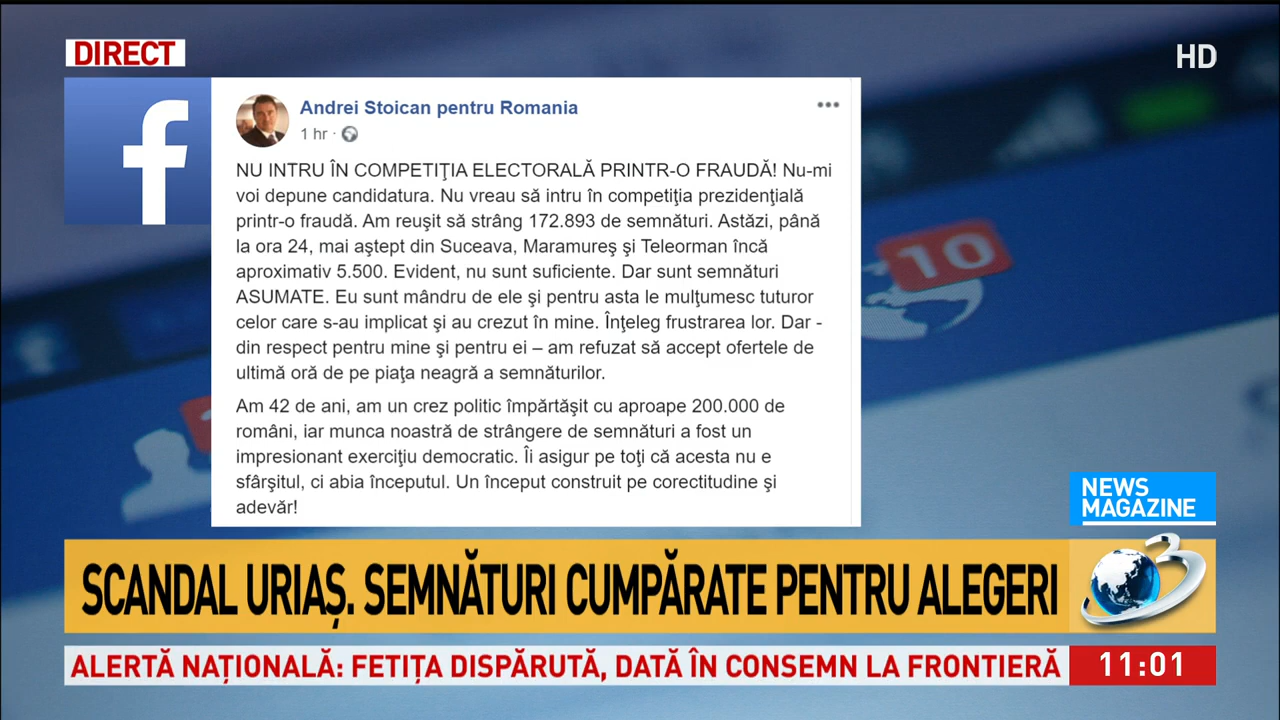 DIRECT
HD
Andrei Stoican pentru Romania
1 hr ·
NU INTRU ÎN COMPETIŢIA ELECTORALĂ PRINTR-O FRAUDĂ! Nu-mi
voi depune candidatura. Nu vreau să intru în competiţia prezidenţială
printr-o fraudă. Am reuşit să strâng 172.893 de semnături. Astăzi, până
la ora 24, mai aştept din Suceava, Maramureş şi Teleorman încă
aproximativ 5.500. Evident, nu sunt suficiente. Dar sunt semnături
ASUMATE. Eu sunt mândru de ele şi pentru asta le mulţumesc tuturor
celor care s-au implicat şi au crezut în mine. Înţeleg frustrarea lor. Dar -
din respect pentru mine şi pentru ei – am refuzat să accept ofertele de
ultimă oră de pe piaţa neagră a semnăturilor.
Am 42 de ani, am un crez politic împărtăşit cu aproape 200.000 de
români, iar munca noastră de strângere de semnături a fost un
impresionant exerciţiu democratic. Îi asigur pe toţi că acesta nu e
sfârşitul, ci abia începutul. Un început construit pe corectitudine şi
adevăr!
10
NEWS
MAGAZINE
SCANDAL URIAȘ. SEMNĂTURI CUMPĂRATE PENTRU ALEGERI
3
ALERTĂ NAȚIONALĂ: FETIȚA DISPĂRUTĂ, DATĂ ÎN CONSEMN LA FRONTIERĂ
11:01